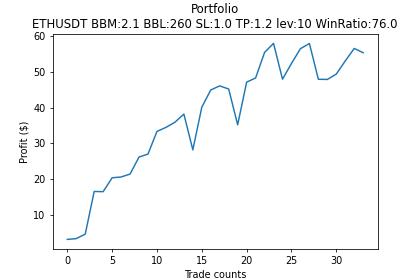 Portfolio
ETHUSDT BBM:2.1 BBL:260 SL:1.0 TP:1.2 lev:10 WinRatio:76.0
Profit ($)
60
50
40
30
20
10
0 5 10 15 20 25 30
Trade counts